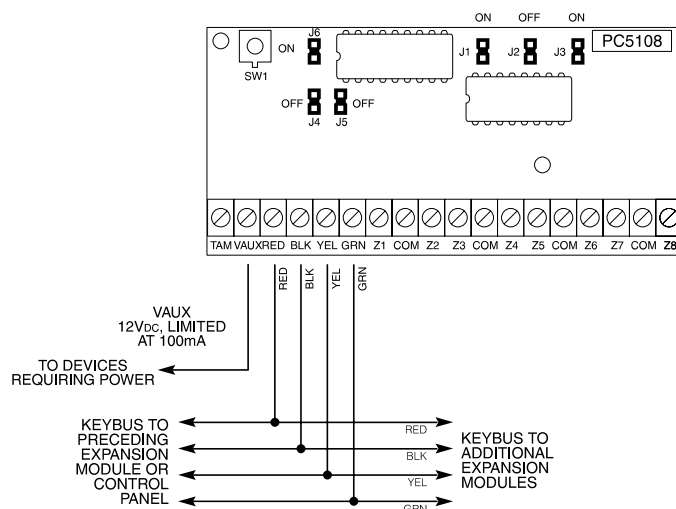 ON OFF ON
J6
ON
J1 J2 J3
PC5108
SW1
OFF OFF
J4 J5
TAM VAUX RED BLK YEL GRN Z1 COM Z2 Z3 COM Z4 Z5 COM Z6 Z7 COM Z8
RED BLK YEL GRN
VAUX
12VDC, LIMITED
AT 100mA
TO DEVICES
REQUIRING POWER
KEYBUS TO
PRECEDING
EXPANSION
MODULE OR
CONTROL
PANEL
RED
BLK
YEL
GRN
KEYBUS TO
ADDITIONAL
EXPANSION
MODULES